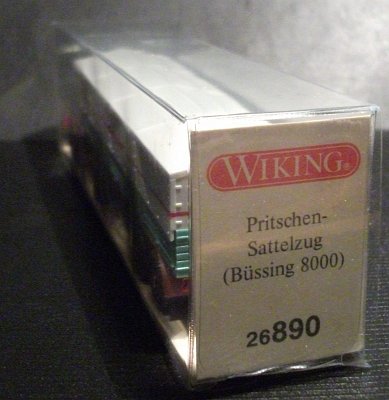 WIKING®
Pritschen-
Sattelzug
(Büssing 8000)
26890